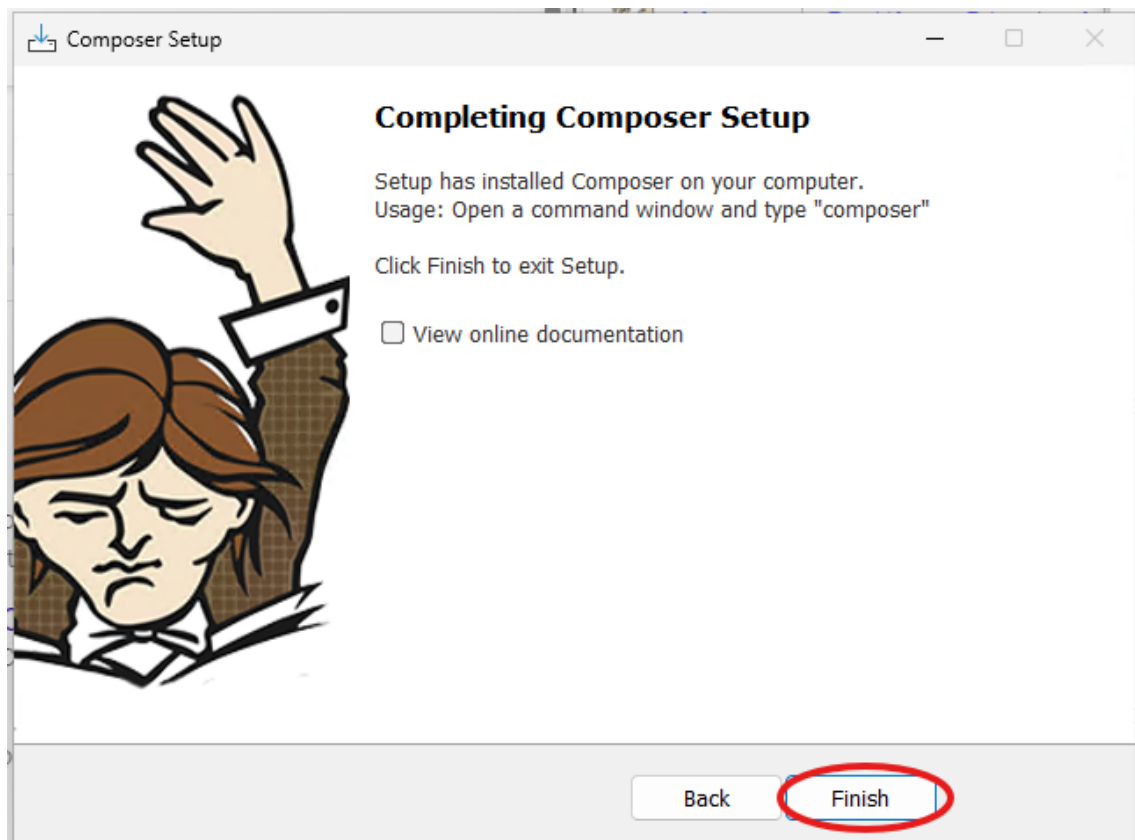 Composer Setup
Completing Composer Setup
Setup has installed Composer on your computer.
Usage: Open a command window and type "composer"
Click Finish to exit Setup.
View online documentation
Back
Finish